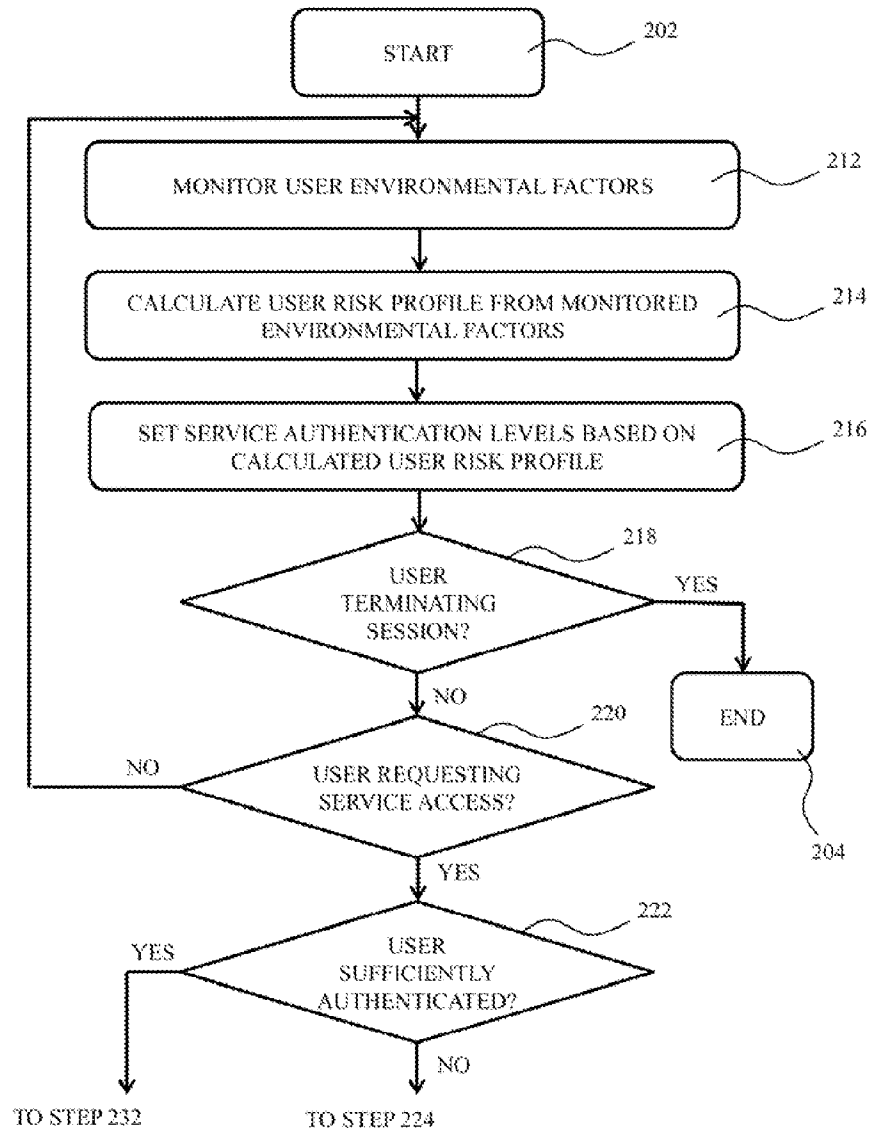 START
202
MONITOR USER ENVIRONMENTAL FACTORS
212
CALCULATE USER RISK PROFILE FROM MONITORED
ENVIRONMENTAL FACTORS
214
SET SERVICE AUTHENTICATION LEVELS BASED ON
CALCULATED USER RISK PROFILE
216
USER
TERMINATING
SESSION?
218
YES
NO
END
204
USER REQUESTING
SERVICE ACCESS?
220
NO
YES
USER
SUFFICIENTLY
AUTHENTICATED?
222
YES
NO
TO STEP 232
TO STEP 224